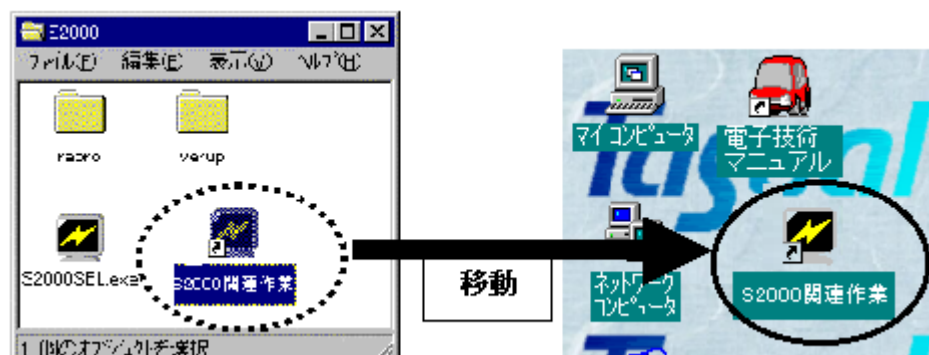 S2000
ファイル(F) 編集(E) 表示(V) ヘルプ(H)
verup
S2000SEL.exe
S2000関連作業
1 個のオブジェクトを選択
移動
マイ コンピュータ
電子技術
マニュアル
ネットワーク
コンピュータ
S2000関連作業